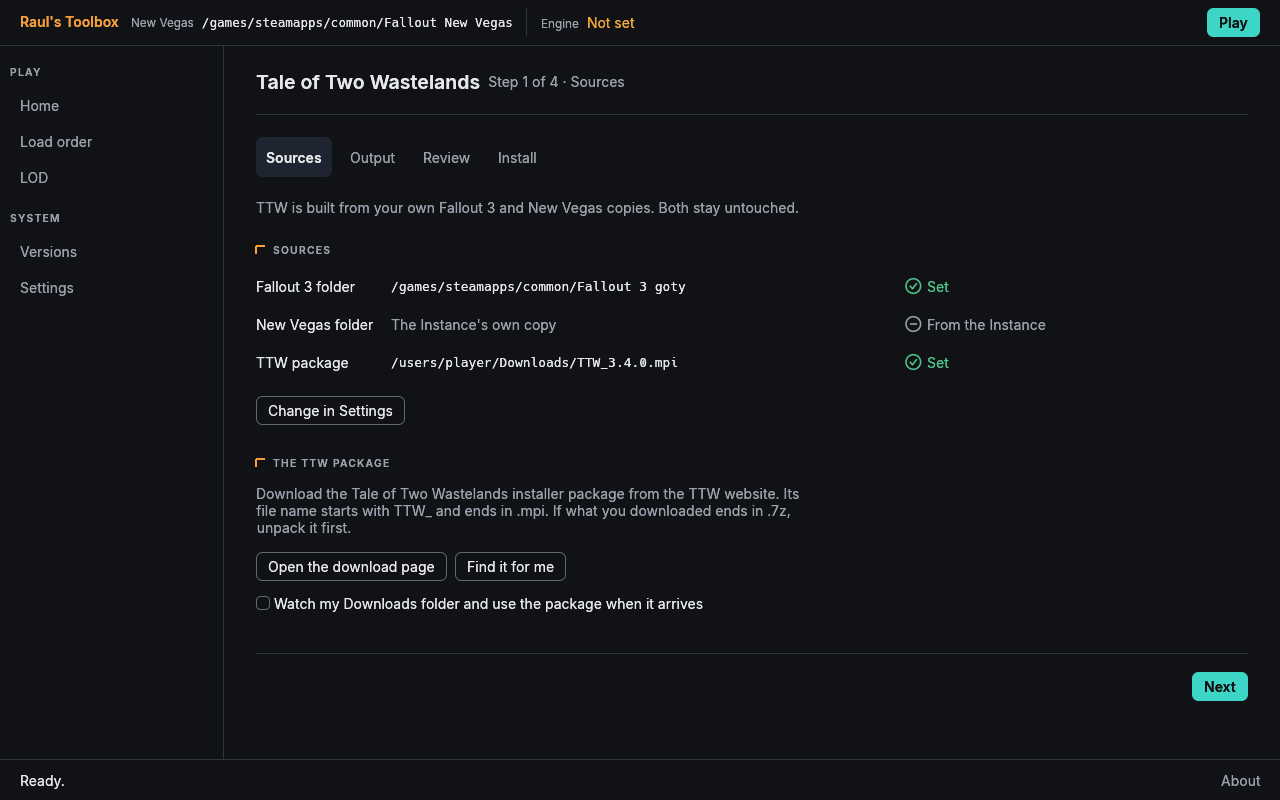 Raul's Toolbox New Vegas /games/steamapps/common/Fallout New Vegas Engine Not set Play
PLAY
Home
Load order
LOD
SYSTEM
Versions
Settings
Tale of Two Wastelands Step 1 of 4 · Sources
Sources Output Review Install
TTW is built from your own Fallout 3 and New Vegas copies. Both stay untouched.
SOURCES
Fallout 3 folder /games/steamapps/common/Fallout 3 goty Set
New Vegas folder The Instance's own copy From the Instance
TTW package /users/player/Downloads/TTW_3.4.0.mpi Set
Change in Settings
THE TTW PACKAGE
Download the Tale of Two Wastelands installer package from the TTW website. Its
file name starts with TTW_ and ends in .mpi. If what you downloaded ends in .7z,
unpack it first.
Open the download page Find it for me
Watch my Downloads folder and use the package when it arrives
Next
Ready. About